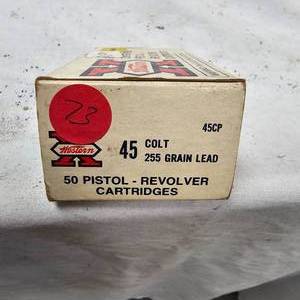 23
45CP
45 COLT
255 GRAIN LEAD
Western
X
50 PISTOL - REVOLVER
CARTRIDGES